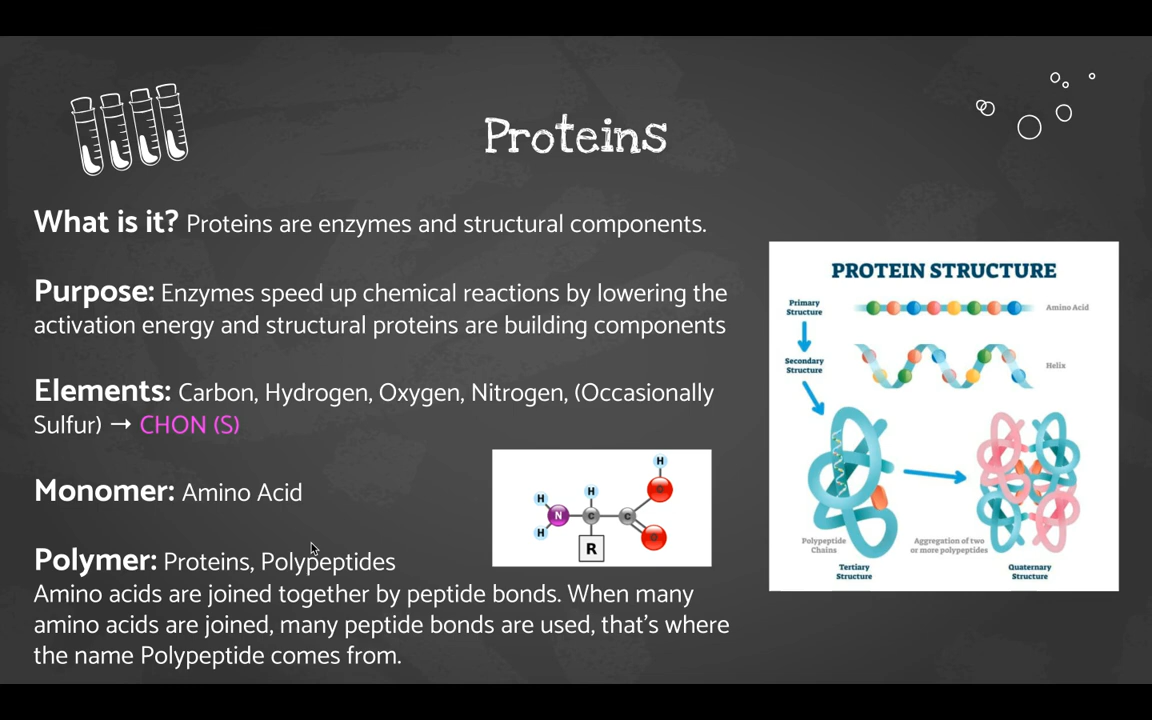 Proteins
What is it? Proteins are enzymes and structural components.
Purpose: Enzymes speed up chemical reactions by lowering the
activation energy and structural proteins are building components
Elements: Carbon, Hydrogen, Oxygen, Nitrogen, (Occasionally
Sulfur) → CHON (S)
Monomer: Amino Acid
Polymer: Proteins, Polypeptides
Amino acids are joined together by peptide bonds. When many
amino acids are joined, many peptide bonds are used, that's where
the name Polypeptide comes from.
H
O
H
H
N
C
C
H
O
R
PROTEIN STRUCTURE
Primary
Structure
Amino Acid
Secondary
Structure
Helix
Polypeptide
Chains
Tertiary
Structure
Aggregation of two
or more polypeptides
Quaternary
Structure